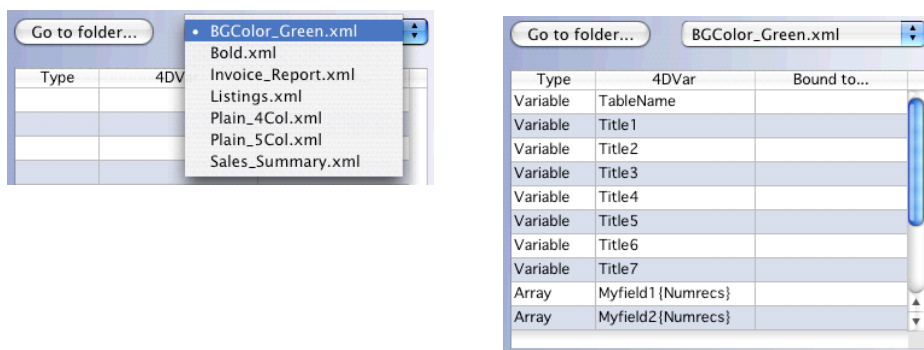 Go to folder...
• BGColor_Green.xml
Bold.xml
Invoice_Report.xml
Listings.xml
Plain_4Col.xml
Plain_5Col.xml
Sales_Summary.xml
Type 4DV
Go to folder... BGColor_Green.xml
Type 4DVar Bound to...
Variable TableName
Variable Title1
Variable Title2
Variable Title3
Variable Title4
Variable Title5
Variable Title6
Variable Title7
Array Myfield1{Numrecs}
Array Myfield2{Numrecs}